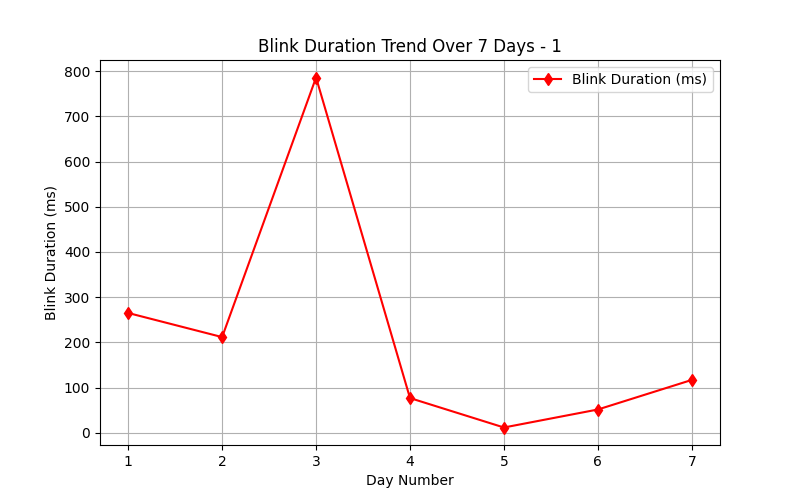 Blink Duration Trend Over 7 Days - 1
Blink Duration (ms)
800
700
600
500
400
300
200
100
0
Blink Duration (ms)
1 2 3 4 5 6 7
Day Number